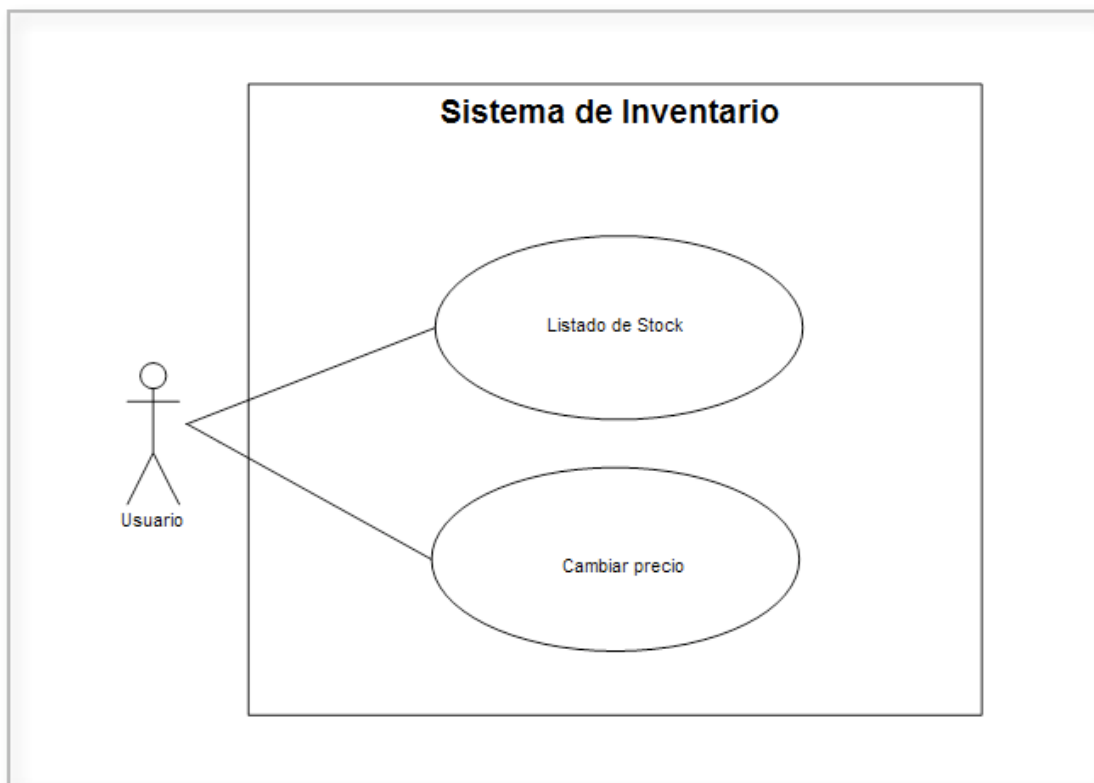 Sistema de Inventario
Listado de Stock
Usuario
Cambiar precio